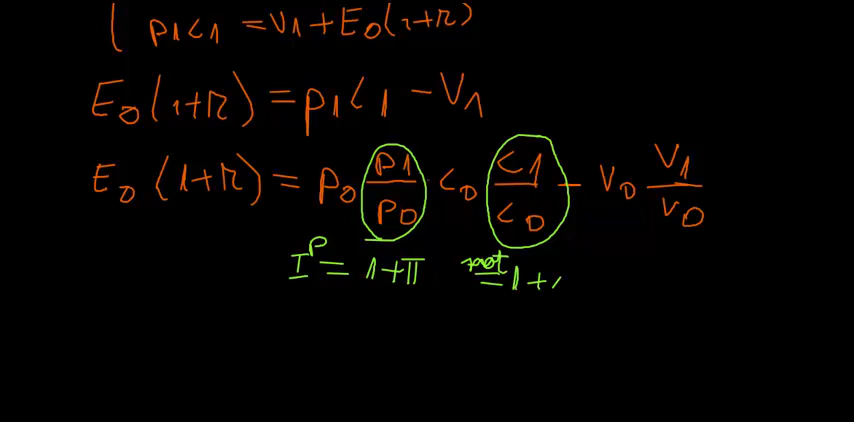 { p1c1 = V1 + E0(1+r)
E0(1+r) = p1c1 - V1
E0(1+r) = p0 p1/p0 c0 c1/c0 - V0 V1/V0
I^P = 1+π not = 1+